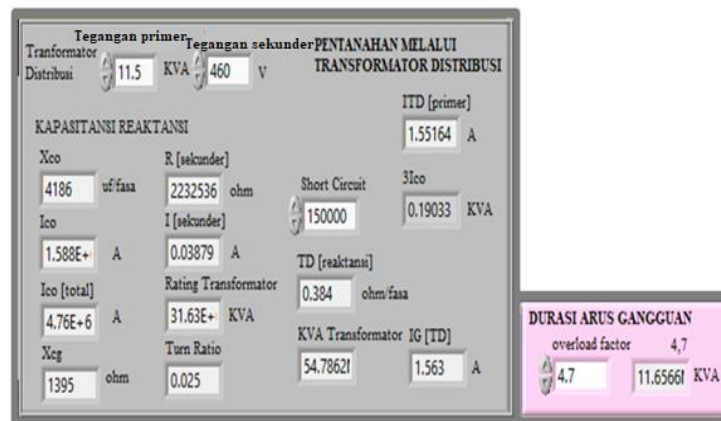 Tegangan primer
Tegangan sekunder
PENTANAHAN MELALUI
TRANSFORMATOR DISTRIBUSI
Tranformator
Distribusi
11.5 KVA
460 V
ITD [primer]
1.55164 A
KAPASITANSI REAKTANSI
Xco
4186 uf/fasa
R [sekunder]
2232536 ohm
Short Circuit
150000
3Ico
0.19033 KVA
Ico
1.588E+ A
I [sekunder]
0.03879 A
TD [reaktansi]
0.384 ohm/fasa
Ico [total]
4.76E+6 A
Rating Transformator
31.63E+ KVA
KVA Transformator
54.7862
IG [TD]
1.563 A
Xcg
1395 ohm
Turn Ratio
0.025
DURASI ARUS GANGGUAN
overload factor 4,7
4.7
11.6566 KVA